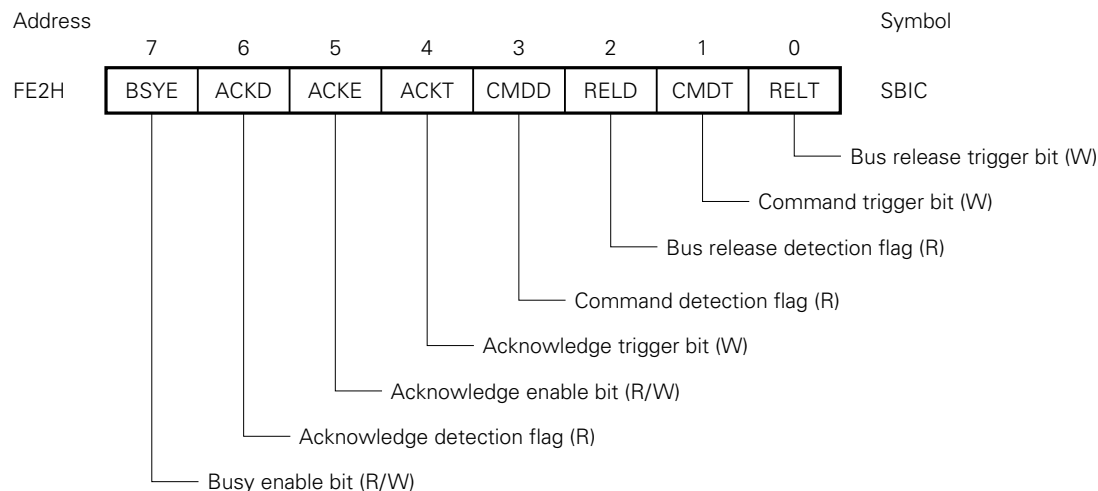 Address Symbol
7 6 5 4 3 2 1 0
FE2H BSYE ACKD ACKE ACKT CMDD RELD CMDT RELT SBIC
Bus release trigger bit (W)
Command trigger bit (W)
Bus release detection flag (R)
Command detection flag (R)
Acknowledge trigger bit (W)
Acknowledge enable bit (R/W)
Acknowledge detection flag (R)
Busy enable bit (R/W)